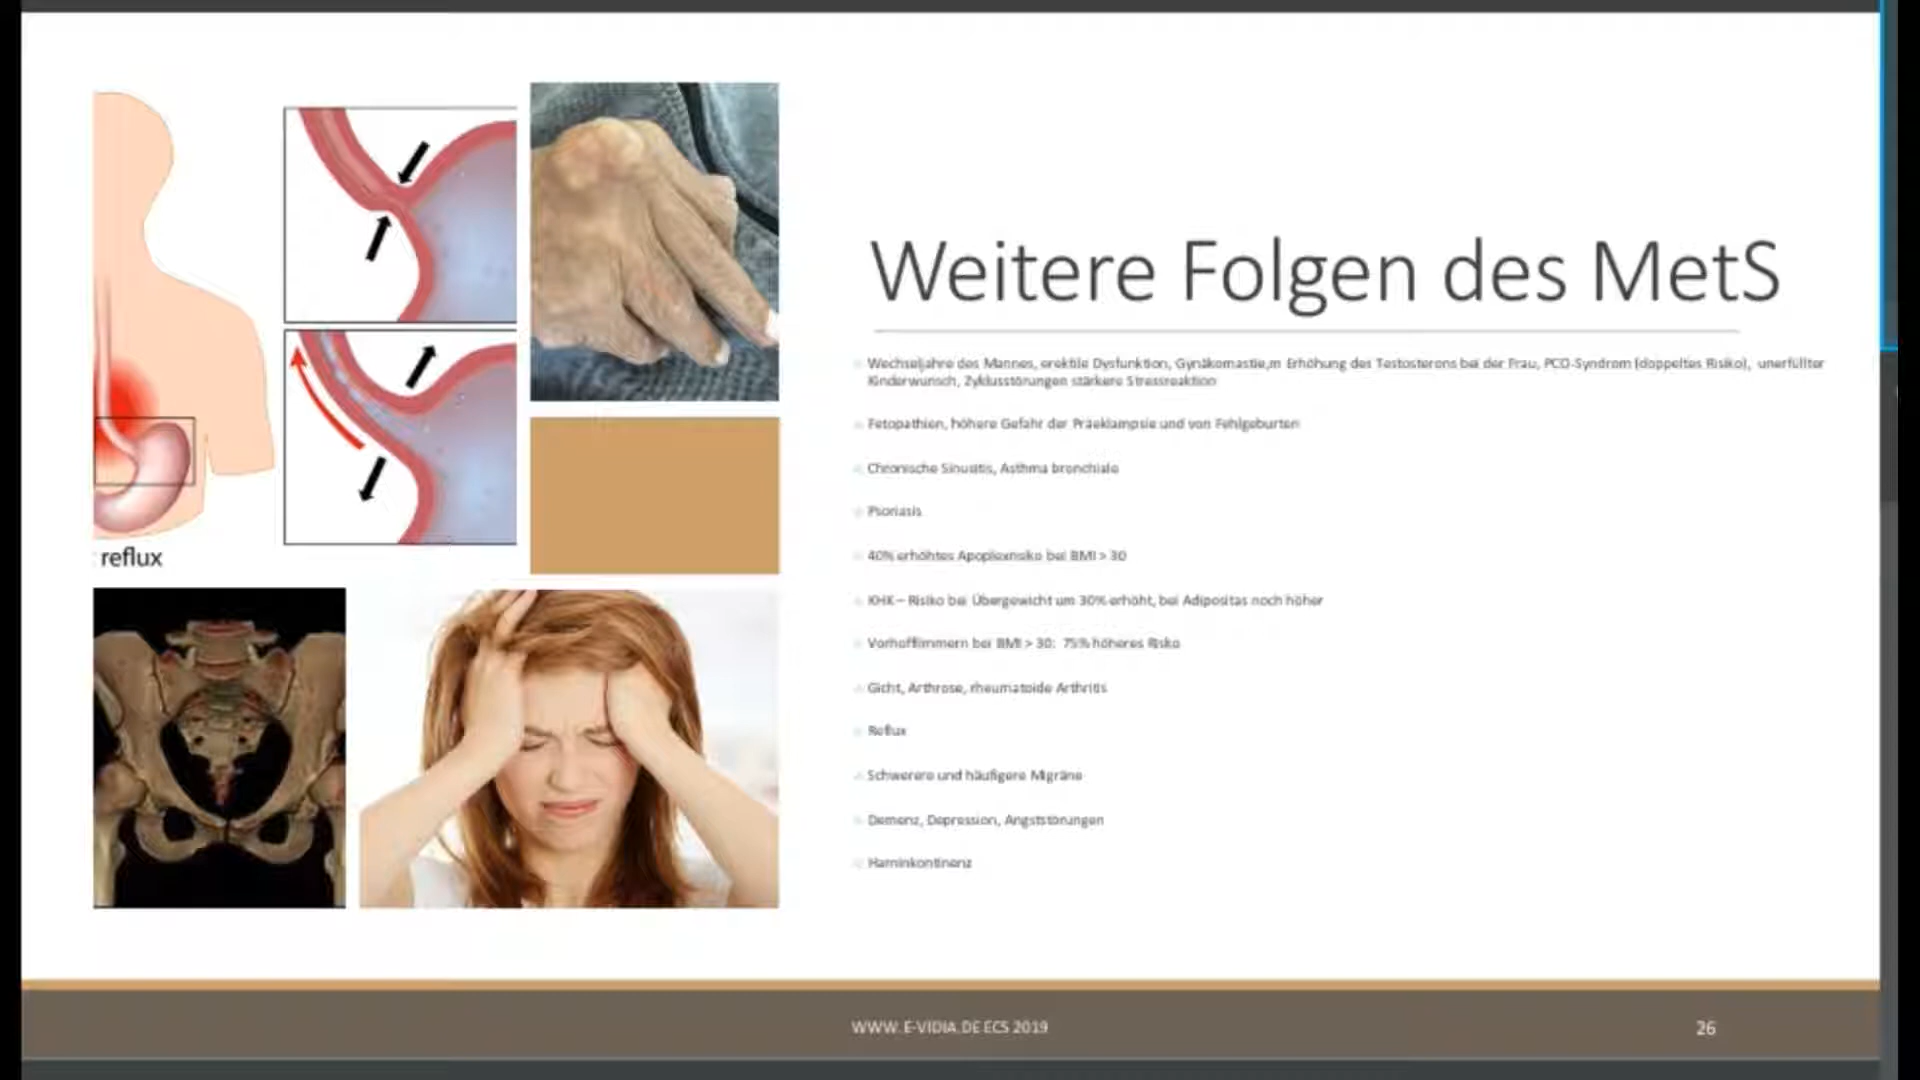 Weitere Folgen des MetS
Wechseljahre des Mannes, erektile Dysfunktion, Gynäkomastie,m Erhöhung des Testosterons bei der Frau, PCO-Syndrom (doppeltes Risiko), unerfüllter
Kinderwunsch, Zyklusstörungen stärkere Stressreaktion
Fetopathien, höhere Gefahr der Präeklampsie und von Fehlgeburten
Chronische Sinusitis, Asthma bronchiale
Psoriasis
40% erhöhtes Apoplexrisiko bei BMI > 30
KHK – Risiko bei Übergewicht um 30% erhöht, bei Adipositas noch höher
Vorhofflimmern bei BMI > 30: 75% höheres Risiko
Gicht, Arthrose, rheumatoide Arthritis
Reflux
Schwerere und häufigere Migräne
Demenz, Depression, Angststörungen
Harninkontinenz
reflux
WWW.E-VIDIA.DE ECS 2019
26